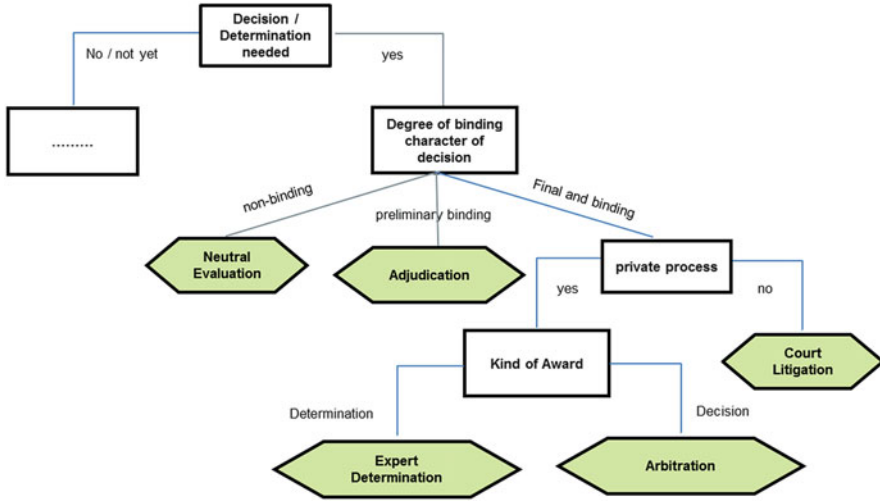 Decision /
Determination
needed
No / not yet
yes
.........
Degree of binding
character of
decision
non-binding
preliminary binding
Final and binding
Neutral
Evaluation
Adjudication
private process
yes
no
Kind of Award
Court
Litigation
Determination
Decision
Expert
Determination
Arbitration